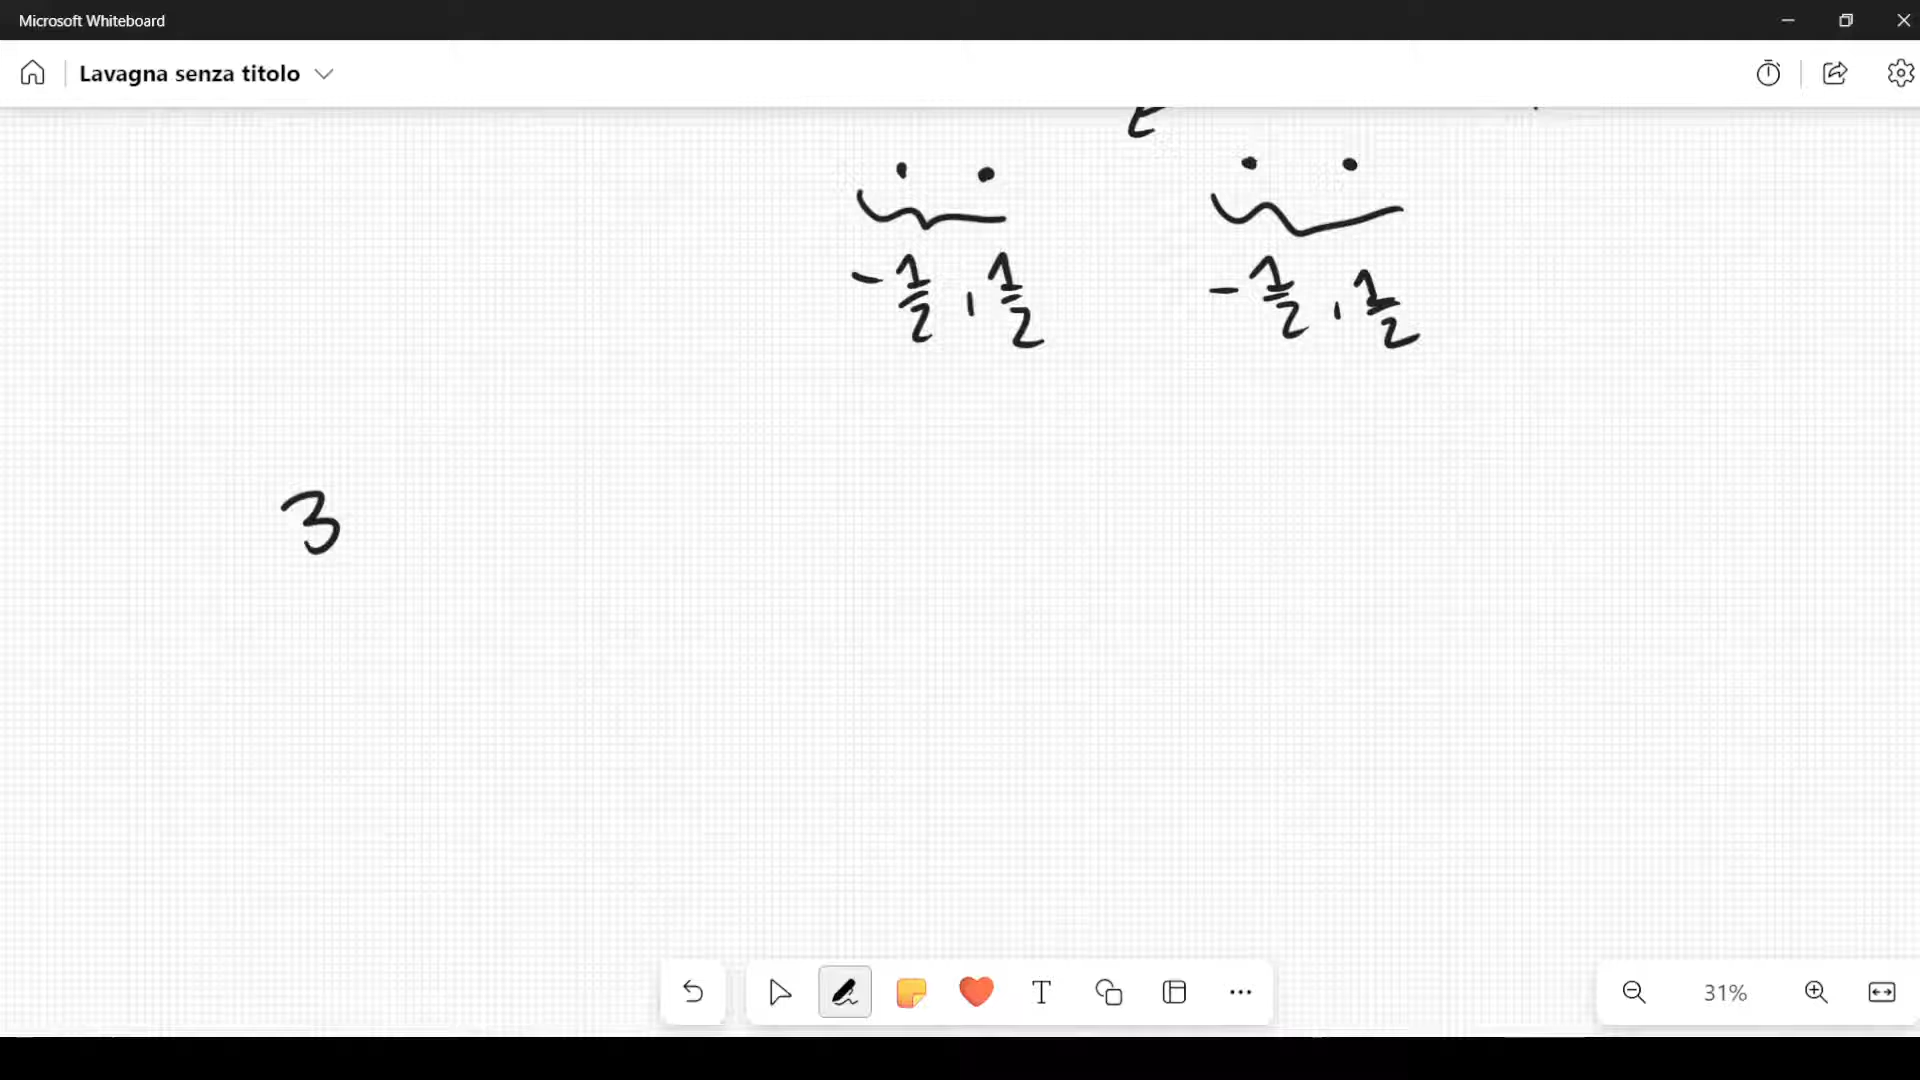 Microsoft Whiteboard
Lavagna senza titolo
E
-1/2 , 1/2 -1/2 , 1/2
3
T
31%